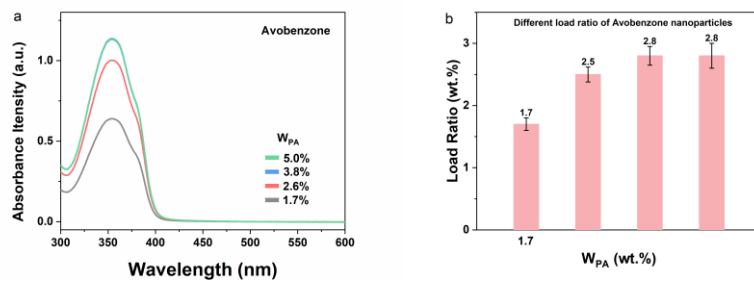 a
Avobenzone
Absorbance Itensity (a.u.)
1.0
0.5
0.0
W_PA
5.0%
3.8%
2.6%
1.7%
300
350
400
450
500
550
600
Wavelength (nm)
b
Different load ratio of Avobenzone nanoparticles
Load Ratio (wt.%)
3
2
1
0
1.7
2.5
2.8
2.8
1.7
W_PA (wt.%)